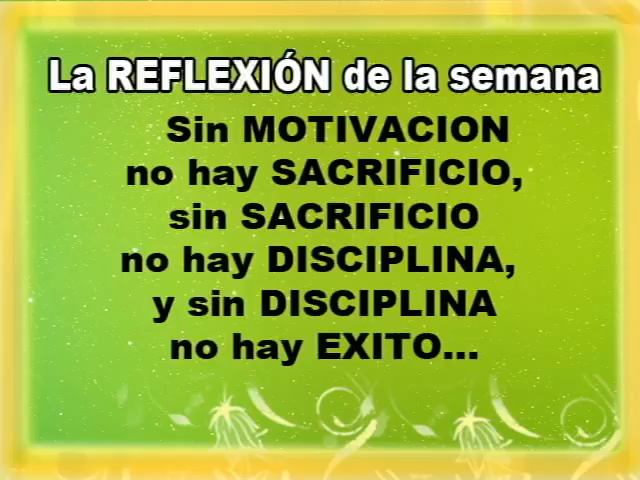 La REFLEXIÓN de la semana
Sin MOTIVACION
no hay SACRIFICIO,
sin SACRIFICIO
no hay DISCIPLINA,
y sin DISCIPLINA
no hay EXITO...